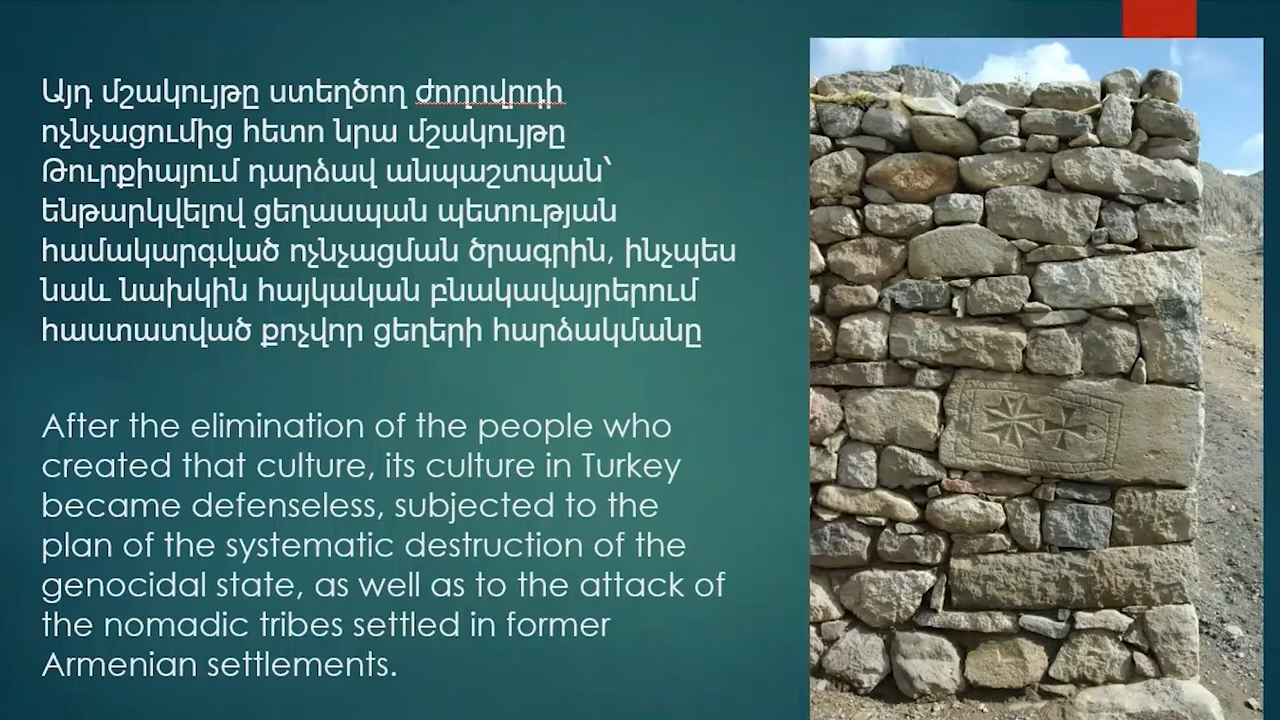 Այդ մշակույթը ստեղծող ժողովրդի
ոչնչացումից հետո նրա մշակույթը
Թուրքիայում դարձավ անպաշտպան՝
ենթարկվելով ցեղասպան պետության
համակարգված ոչնչացման ծրագրին, ինչպես
նաև նախկին հայկական բնակավայրերում
հաստատված քոչվոր ցեղերի հարձակմանը
After the elimination of the people who
created that culture, its culture in Turkey
became defenseless, subjected to the
plan of the systematic destruction of the
genocidal state, as well as to the attack of
the nomadic tribes settled in former
Armenian settlements.